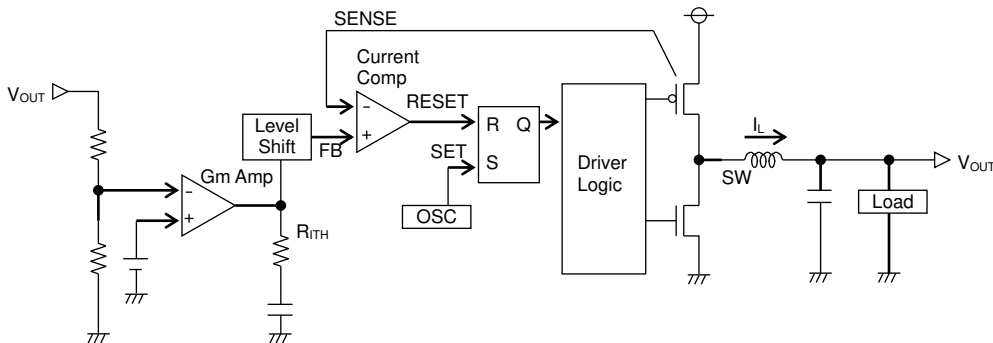 SENSE
Current
Comp
VOUT
Level
Shift
RESET
R Q
S
FB
SET
Gm Amp
OSC
RITH
Driver
Logic
IL
SW
VOUT
Load
-
+
-
+